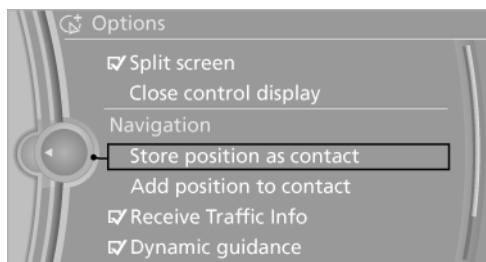 Options
Split screen
Close control display
Navigation
Store position as contact
Add position to contact
Receive Traffic Info
Dynamic guidance